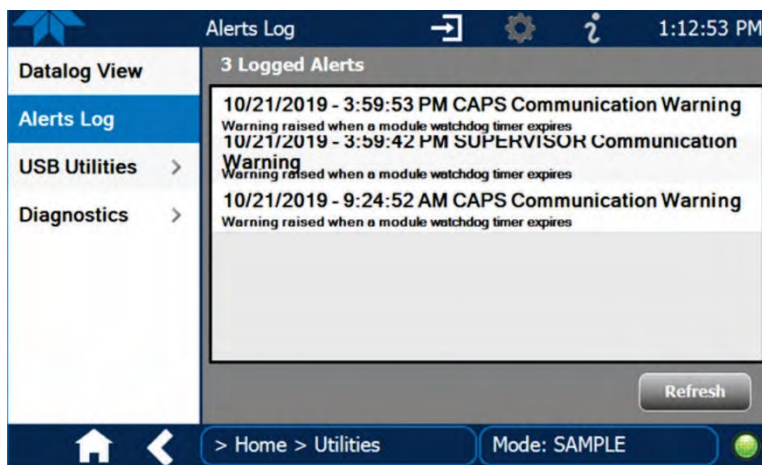 Alerts Log
1:12:53 PM
Datalog View
Alerts Log
USB Utilities >
Diagnostics >
3 Logged Alerts
10/21/2019 - 3:59:53 PM CAPS Communication Warning
Warning raised when a module watchdog timer expires
10/21/2019 - 3:59:42 PM SUPERVISOR Communication
Warning
Warning raised when a module watchdog timer expires
10/21/2019 - 9:24:52 AM CAPS Communication Warning
Warning raised when a module watchdog timer expires
Refresh
> Home > Utilities
Mode: SAMPLE